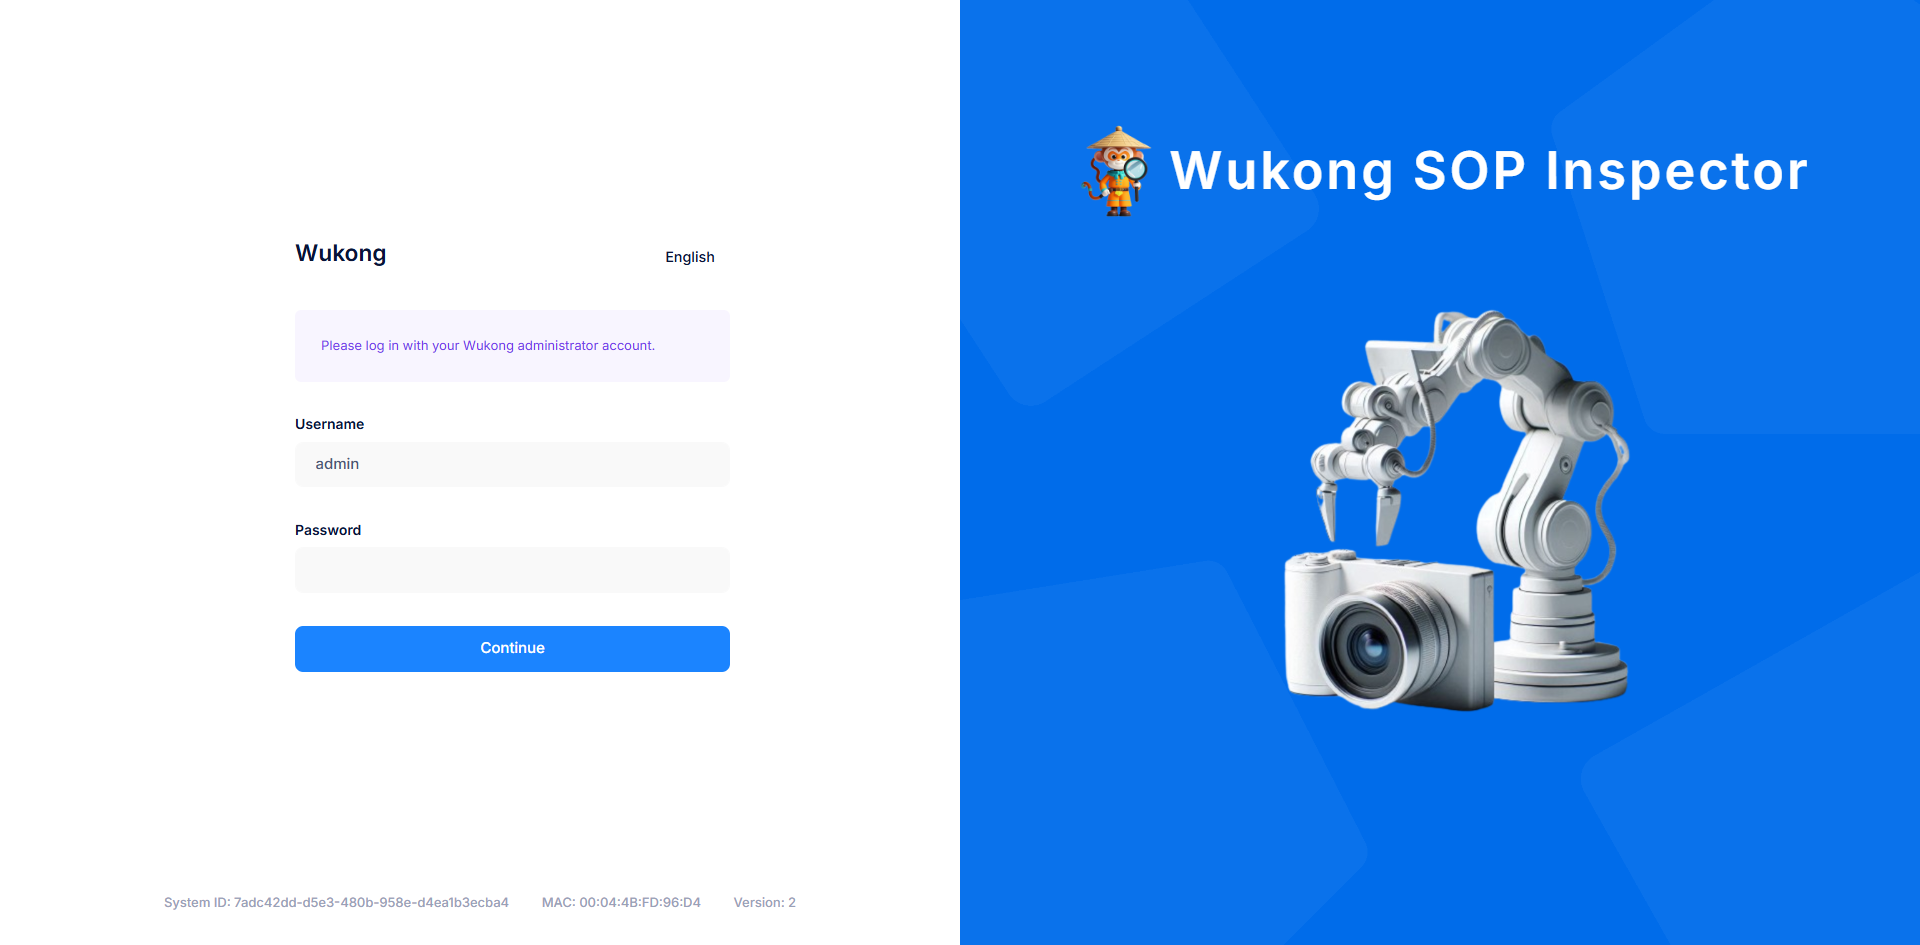 Wukong
English
Please log in with your Wukong administrator account.
Username
admin
Password
Continue
System ID: 7adc42dd-d5e3-480b-958e-d4ea1b3ecba4 MAC: 00:04:4B:FD:96:D4 Version: 2
Wukong SOP Inspector